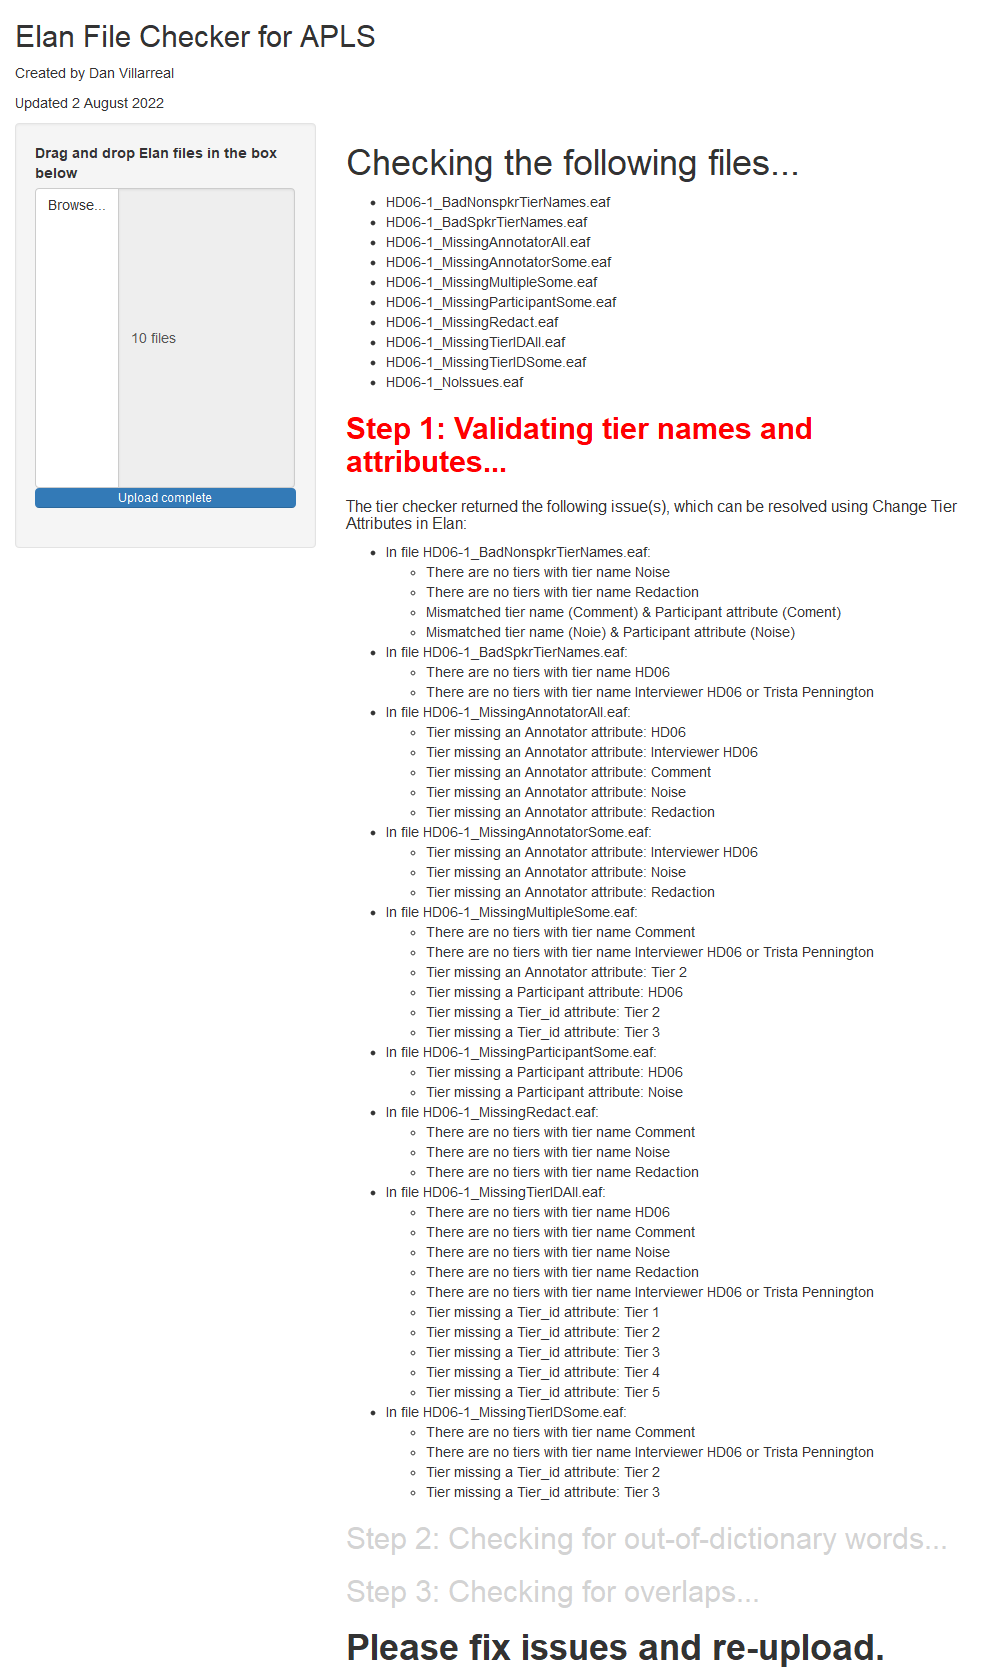 Elan File Checker for APLS
Created by Dan Villarreal
Updated 2 August 2022
Drag and drop Elan files in the box
below
Browse...
10 files
Upload complete
Checking the following files...
HD06-1_BadNonspkrTierNames.eaf
HD06-1_BadSpkrTierNames.eaf
HD06-1_MissingAnnotatorAll.eaf
HD06-1_MissingAnnotatorSome.eaf
HD06-1_MissingMultipleSome.eaf
HD06-1_MissingParticipantSome.eaf
HD06-1_MissingRedact.eaf
HD06-1_MissingTierIDAll.eaf
HD06-1_MissingTierIDSome.eaf
HD06-1_NoIssues.eaf
Step 1: Validating tier names and
attributes...
The tier checker returned the following issue(s), which can be resolved using Change Tier
Attributes in Elan:
In file HD06-1_BadNonspkrTierNames.eaf:
There are no tiers with tier name Noise
There are no tiers with tier name Redaction
Mismatched tier name (Comment) & Participant attribute (Coment)
Mismatched tier name (Noie) & Participant attribute (Noise)
In file HD06-1_BadSpkrTierNames.eaf:
There are no tiers with tier name HD06
There are no tiers with tier name Interviewer HD06 or Trista Pennington
In file HD06-1_MissingAnnotatorAll.eaf:
Tier missing an Annotator attribute: HD06
Tier missing an Annotator attribute: Interviewer HD06
Tier missing an Annotator attribute: Comment
Tier missing an Annotator attribute: Noise
Tier missing an Annotator attribute: Redaction
In file HD06-1_MissingAnnotatorSome.eaf:
Tier missing an Annotator attribute: Interviewer HD06
Tier missing an Annotator attribute: Noise
Tier missing an Annotator attribute: Redaction
In file HD06-1_MissingMultipleSome.eaf:
There are no tiers with tier name Comment
There are no tiers with tier name Interviewer HD06 or Trista Pennington
Tier missing an Annotator attribute: Tier 2
Tier missing a Participant attribute: HD06
Tier missing a Tier_id attribute: Tier 2
Tier missing a Tier_id attribute: Tier 3
In file HD06-1_MissingParticipantSome.eaf:
Tier missing a Participant attribute: HD06
Tier missing a Participant attribute: Noise
In file HD06-1_MissingRedact.eaf:
There are no tiers with tier name Comment
There are no tiers with tier name Noise
There are no tiers with tier name Redaction
In file HD06-1_MissingTierIDAll.eaf:
There are no tiers with tier name HD06
There are no tiers with tier name Comment
There are no tiers with tier name Noise
There are no tiers with tier name Redaction
There are no tiers with tier name Interviewer HD06 or Trista Pennington
Tier missing a Tier_id attribute: Tier 1
Tier missing a Tier_id attribute: Tier 2
Tier missing a Tier_id attribute: Tier 3
Tier missing a Tier_id attribute: Tier 4
Tier missing a Tier_id attribute: Tier 5
In file HD06-1_MissingTierIDSome.eaf:
There are no tiers with tier name Comment
There are no tiers with tier name Interviewer HD06 or Trista Pennington
Tier missing a Tier_id attribute: Tier 2
Tier missing a Tier_id attribute: Tier 3
Step 2: Checking for out-of-dictionary words...
Step 3: Checking for overlaps...
Please fix issues and re-upload.